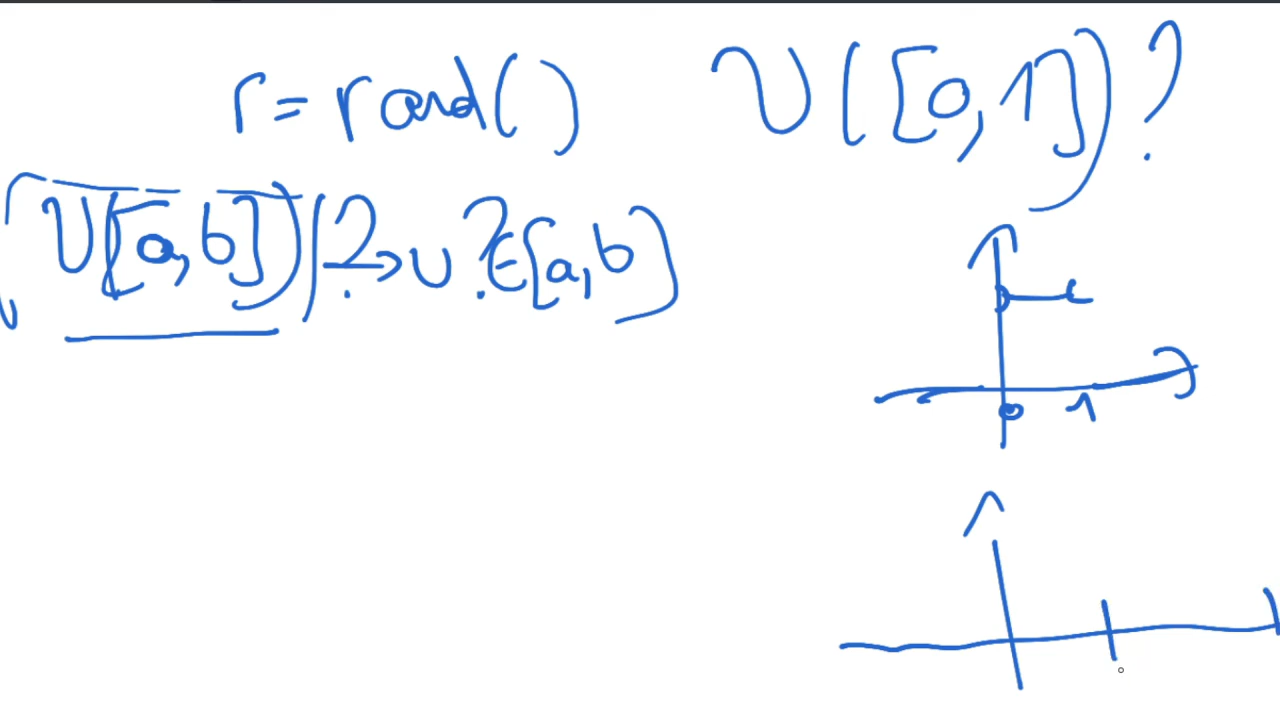 r = rand() U([0,1])?
U([a,b]) ? → u ? ∈ [a,b]
0 1